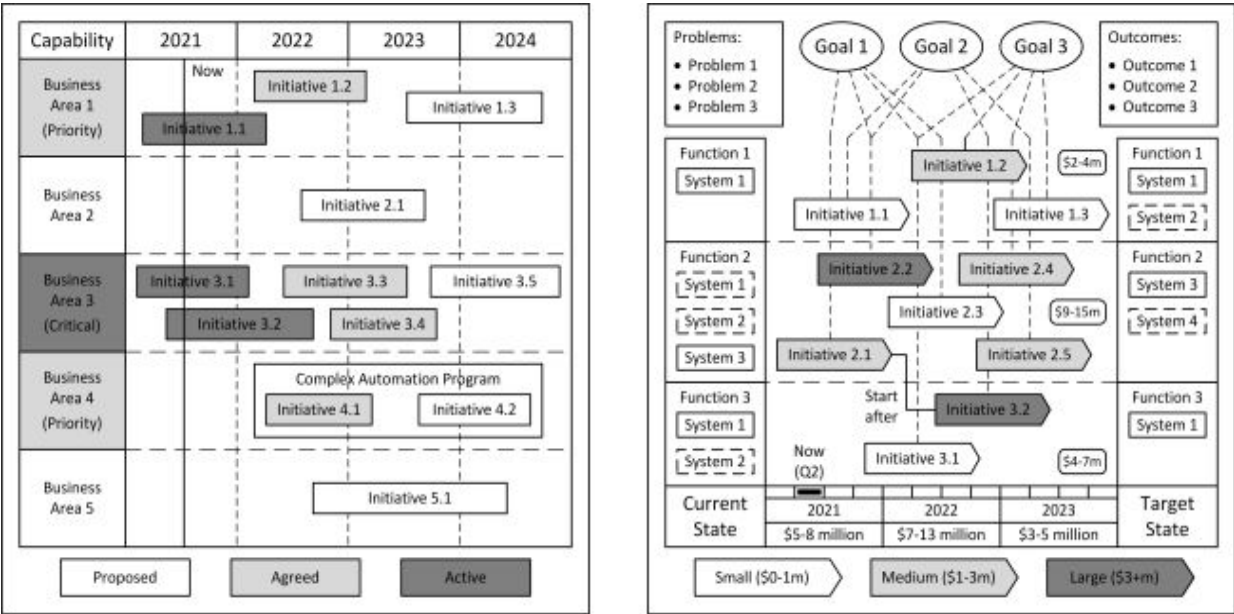 Capability
2021
2022
2023
2024
Now
Business
Area 1
(Priority)
Initiative 1.2
Initiative 1.3
Initiative 1.1
Business
Area 2
Initiative 2.1
Business
Area 3
(Critical)
Initiative 3.1
Initiative 3.3
Initiative 3.5
Initiative 3.2
Initiative 3.4
Business
Area 4
(Priority)
Complex Automation Program
Initiative 4.1
Initiative 4.2
Business
Area 5
Initiative 5.1
Proposed
Agreed
Active
Problems:
• Problem 1
• Problem 2
• Problem 3
Goal 1
Goal 2
Goal 3
Outcomes:
• Outcome 1
• Outcome 2
• Outcome 3
Function 1
System 1
Initiative 1.2
$2-4m
Initiative 1.1
Initiative 1.3
Function 1
System 1
System 2
Function 2
System 1
System 2
System 3
Initiative 2.2
Initiative 2.4
Initiative 2.3
$9-15m
Initiative 2.1
Initiative 2.5
Function 2
System 3
System 4
Function 3
System 1
System 2
Start
after
Initiative 3.2
Initiative 3.1
$4-7m
Now
(Q2)
Function 3
System 1
Current
State
2021
2022
2023
$5-8 million
$7-13 million
$3-5 million
Target
State
Small ($0-1m)
Medium ($1-3m)
Large ($3+m)